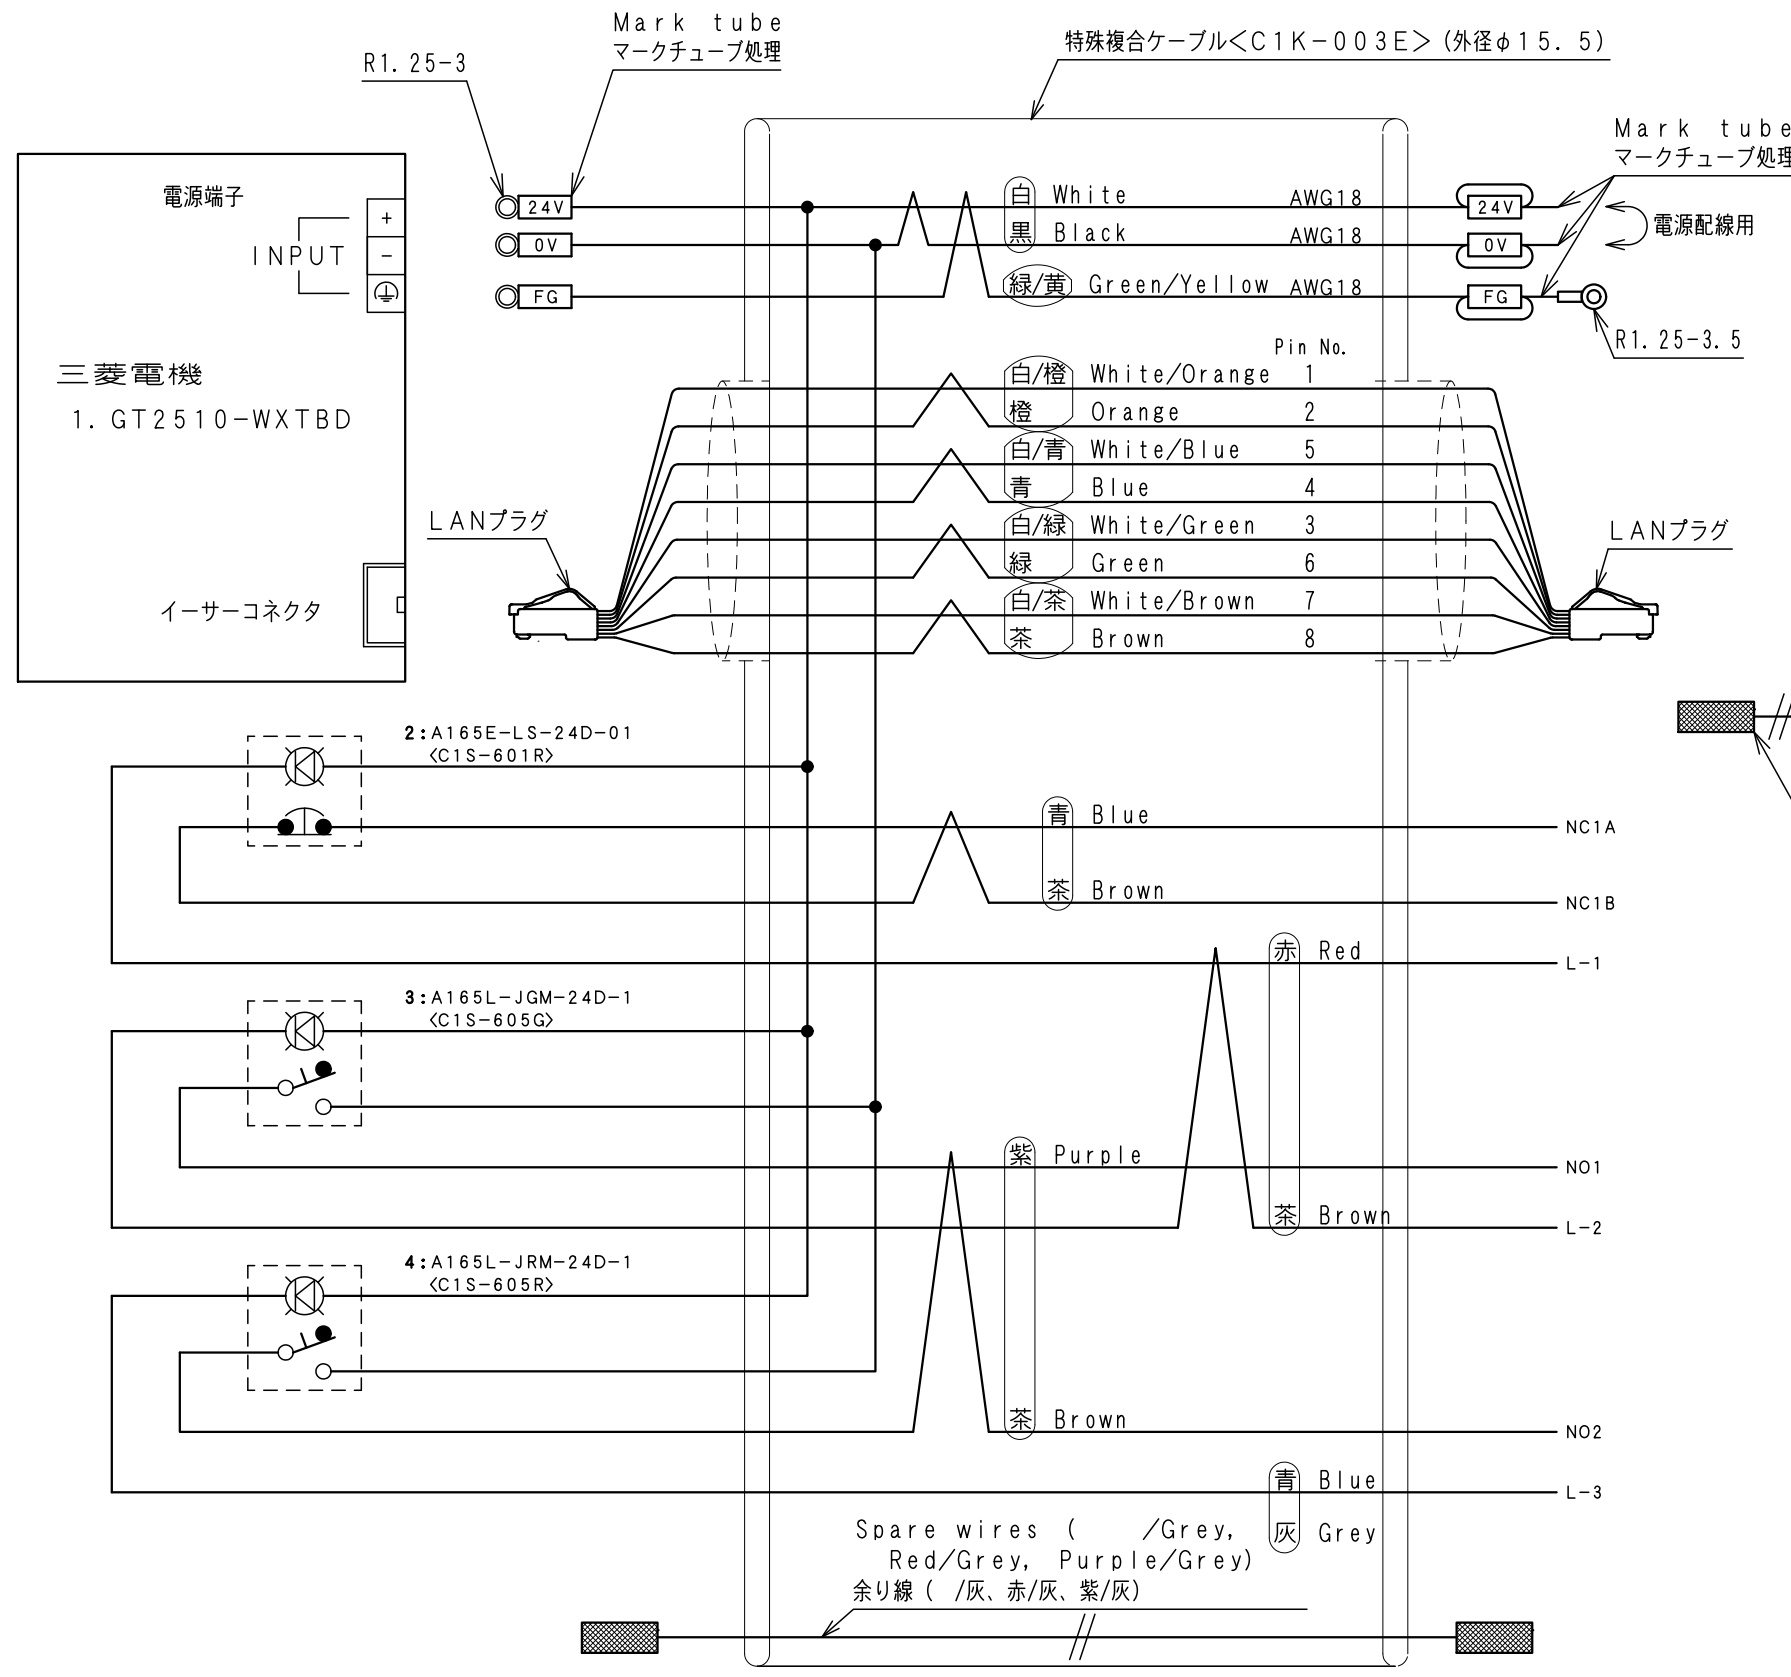 Mark tube
マークチューブ処理
R1.25-3
特殊複合ケーブル<C1K-003E>(外径φ15.5)
Mark tube
マークチューブ処理
電源端子
INPUT
+
-
24V
0V
FG
白 White AWG18
黒 Black AWG18
緑/黄 Green/Yellow AWG18
24V
0V
FG
電源配線用
R1.25-3.5
三菱電機
1. GT2510-WXTBD
Pin No.
白/橙 White/Orange 1
橙 Orange 2
白/青 White/Blue 5
青 Blue 4
白/緑 White/Green 3
緑 Green 6
白/茶 White/Brown 7
茶 Brown 8
LANプラグ
LANプラグ
イーサーコネクタ
2:A165E-LS-24D-01
<C1S-601R>
青 Blue NC1A
茶 Brown NC1B
赤 Red L-1
3:A165L-JGM-24D-1
<C1S-605G>
紫 Purple NO1
茶 Brown L-2
4:A165L-JRM-24D-1
<C1S-605R>
茶 Brown NO2
青 Blue L-3
灰 Grey
Spare wires ( /Grey,
Red/Grey, Purple/Grey)
余り線 ( /灰、赤/灰、紫/灰)